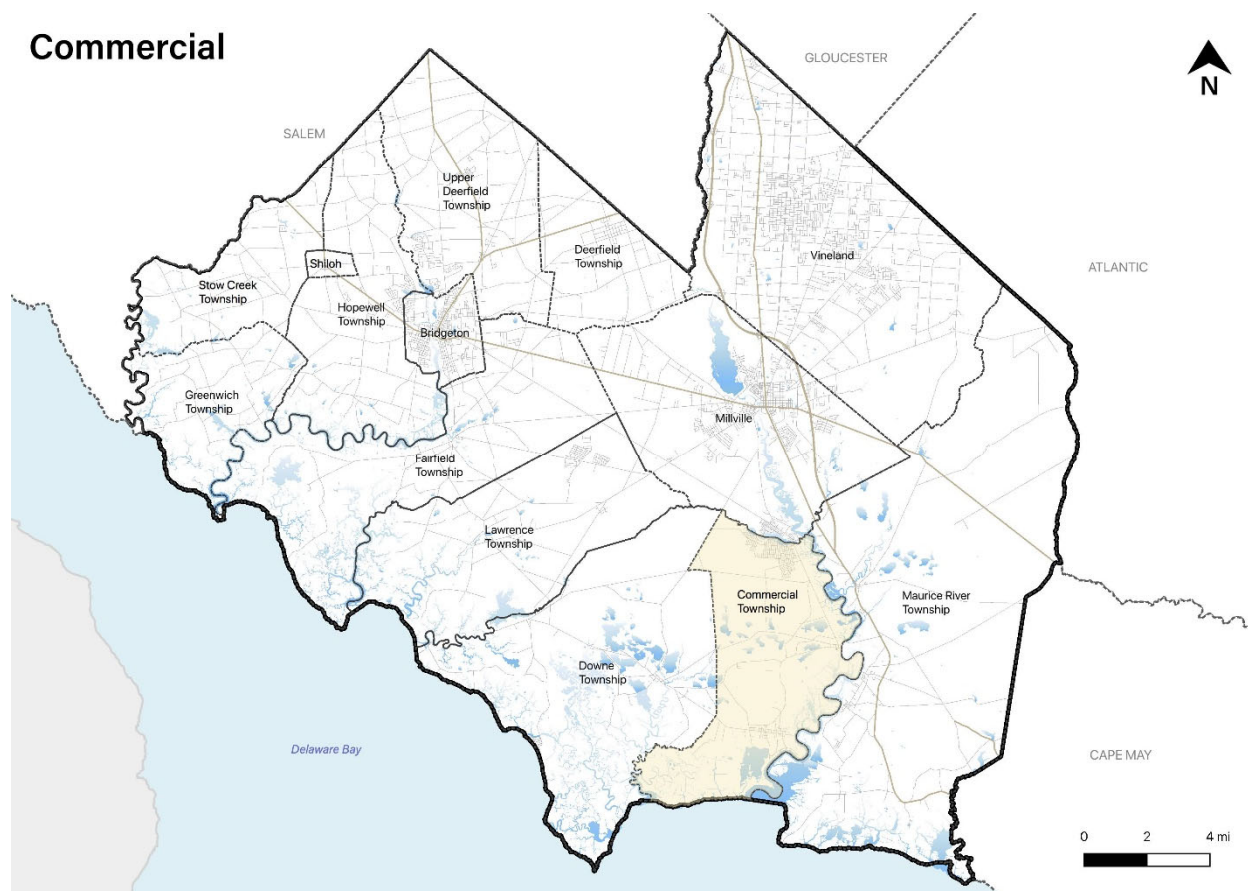 Commercial
GLOUCESTER
N
SALEM
Upper
Deerfield
Township
Deerfield
Township
Vineland
Shiloh
ATLANTIC
Stow Creek
Township
Hopewell
Township
Bridgeton
Greenwich
Township
Millville
Fairfield
Township
Lawrence
Township
Commercial
Township
Maurice River
Township
Downe
Township
Delaware Bay
CAPE MAY
0 2 4 mi